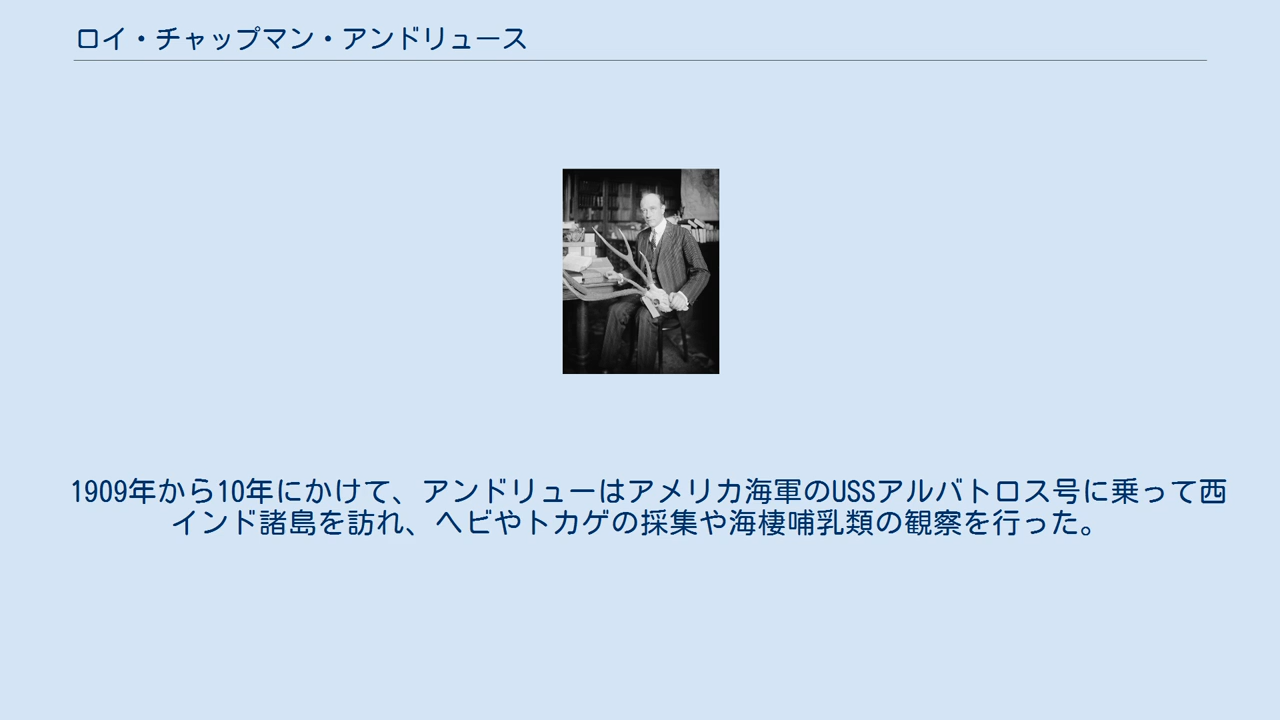 ロイ・チャップマン・アンドリュース
1909年から10年にかけて、アンドリューはアメリカ海軍のUSSアルバトロス号に乗って西
インド諸島を訪れ、ヘビやトカゲの採集や海棲哺乳類の観察を行った。